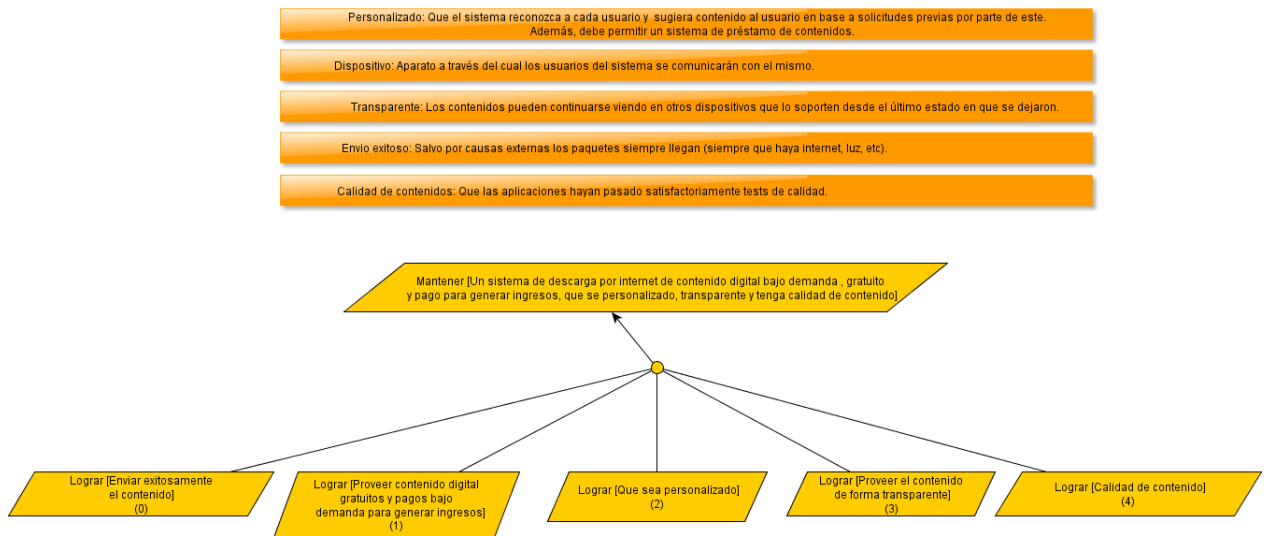 Personalizado: Que el sistema reconozca a cada usuario y sugiera contenido al usuario en base a solicitudes previas por parte de este.
Además, debe permitir un sistema de préstamo de contenidos.
Dispositivo: Aparato a través del cual los usuarios del sistema se comunicarán con el mismo.
Transparente: Los contenidos pueden continuarse viendo en otros dispositivos que lo soporten desde el último estado en que se dejaron.
Envio exitoso: Salvo por causas externas los paquetes siempre llegan (siempre que haya internet, luz, etc).
Calidad de contenidos: Que las aplicaciones hayan pasado satisfactoriamente tests de calidad.
Mantener [Un sistema de descarga por internet de contenido digital bajo demanda , gratuito
y pago para generar ingresos, que se personalizado, transparente y tenga calidad de contenido]
Lograr [Enviar exitosamente
el contenido]
(0)
Lograr [Proveer contenido digital
gratuitos y pagos bajo
demanda para generar ingresos]
(1)
Lograr [Que sea personalizado]
(2)
Lograr [Proveer el contenido
de forma transparente]
(3)
Lograr [Calidad de contenido]
(4)